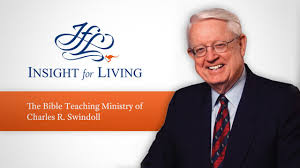 IfL
INSIGHT for LIVING
The Bible Teaching Ministry of
Charles R. Swindoll